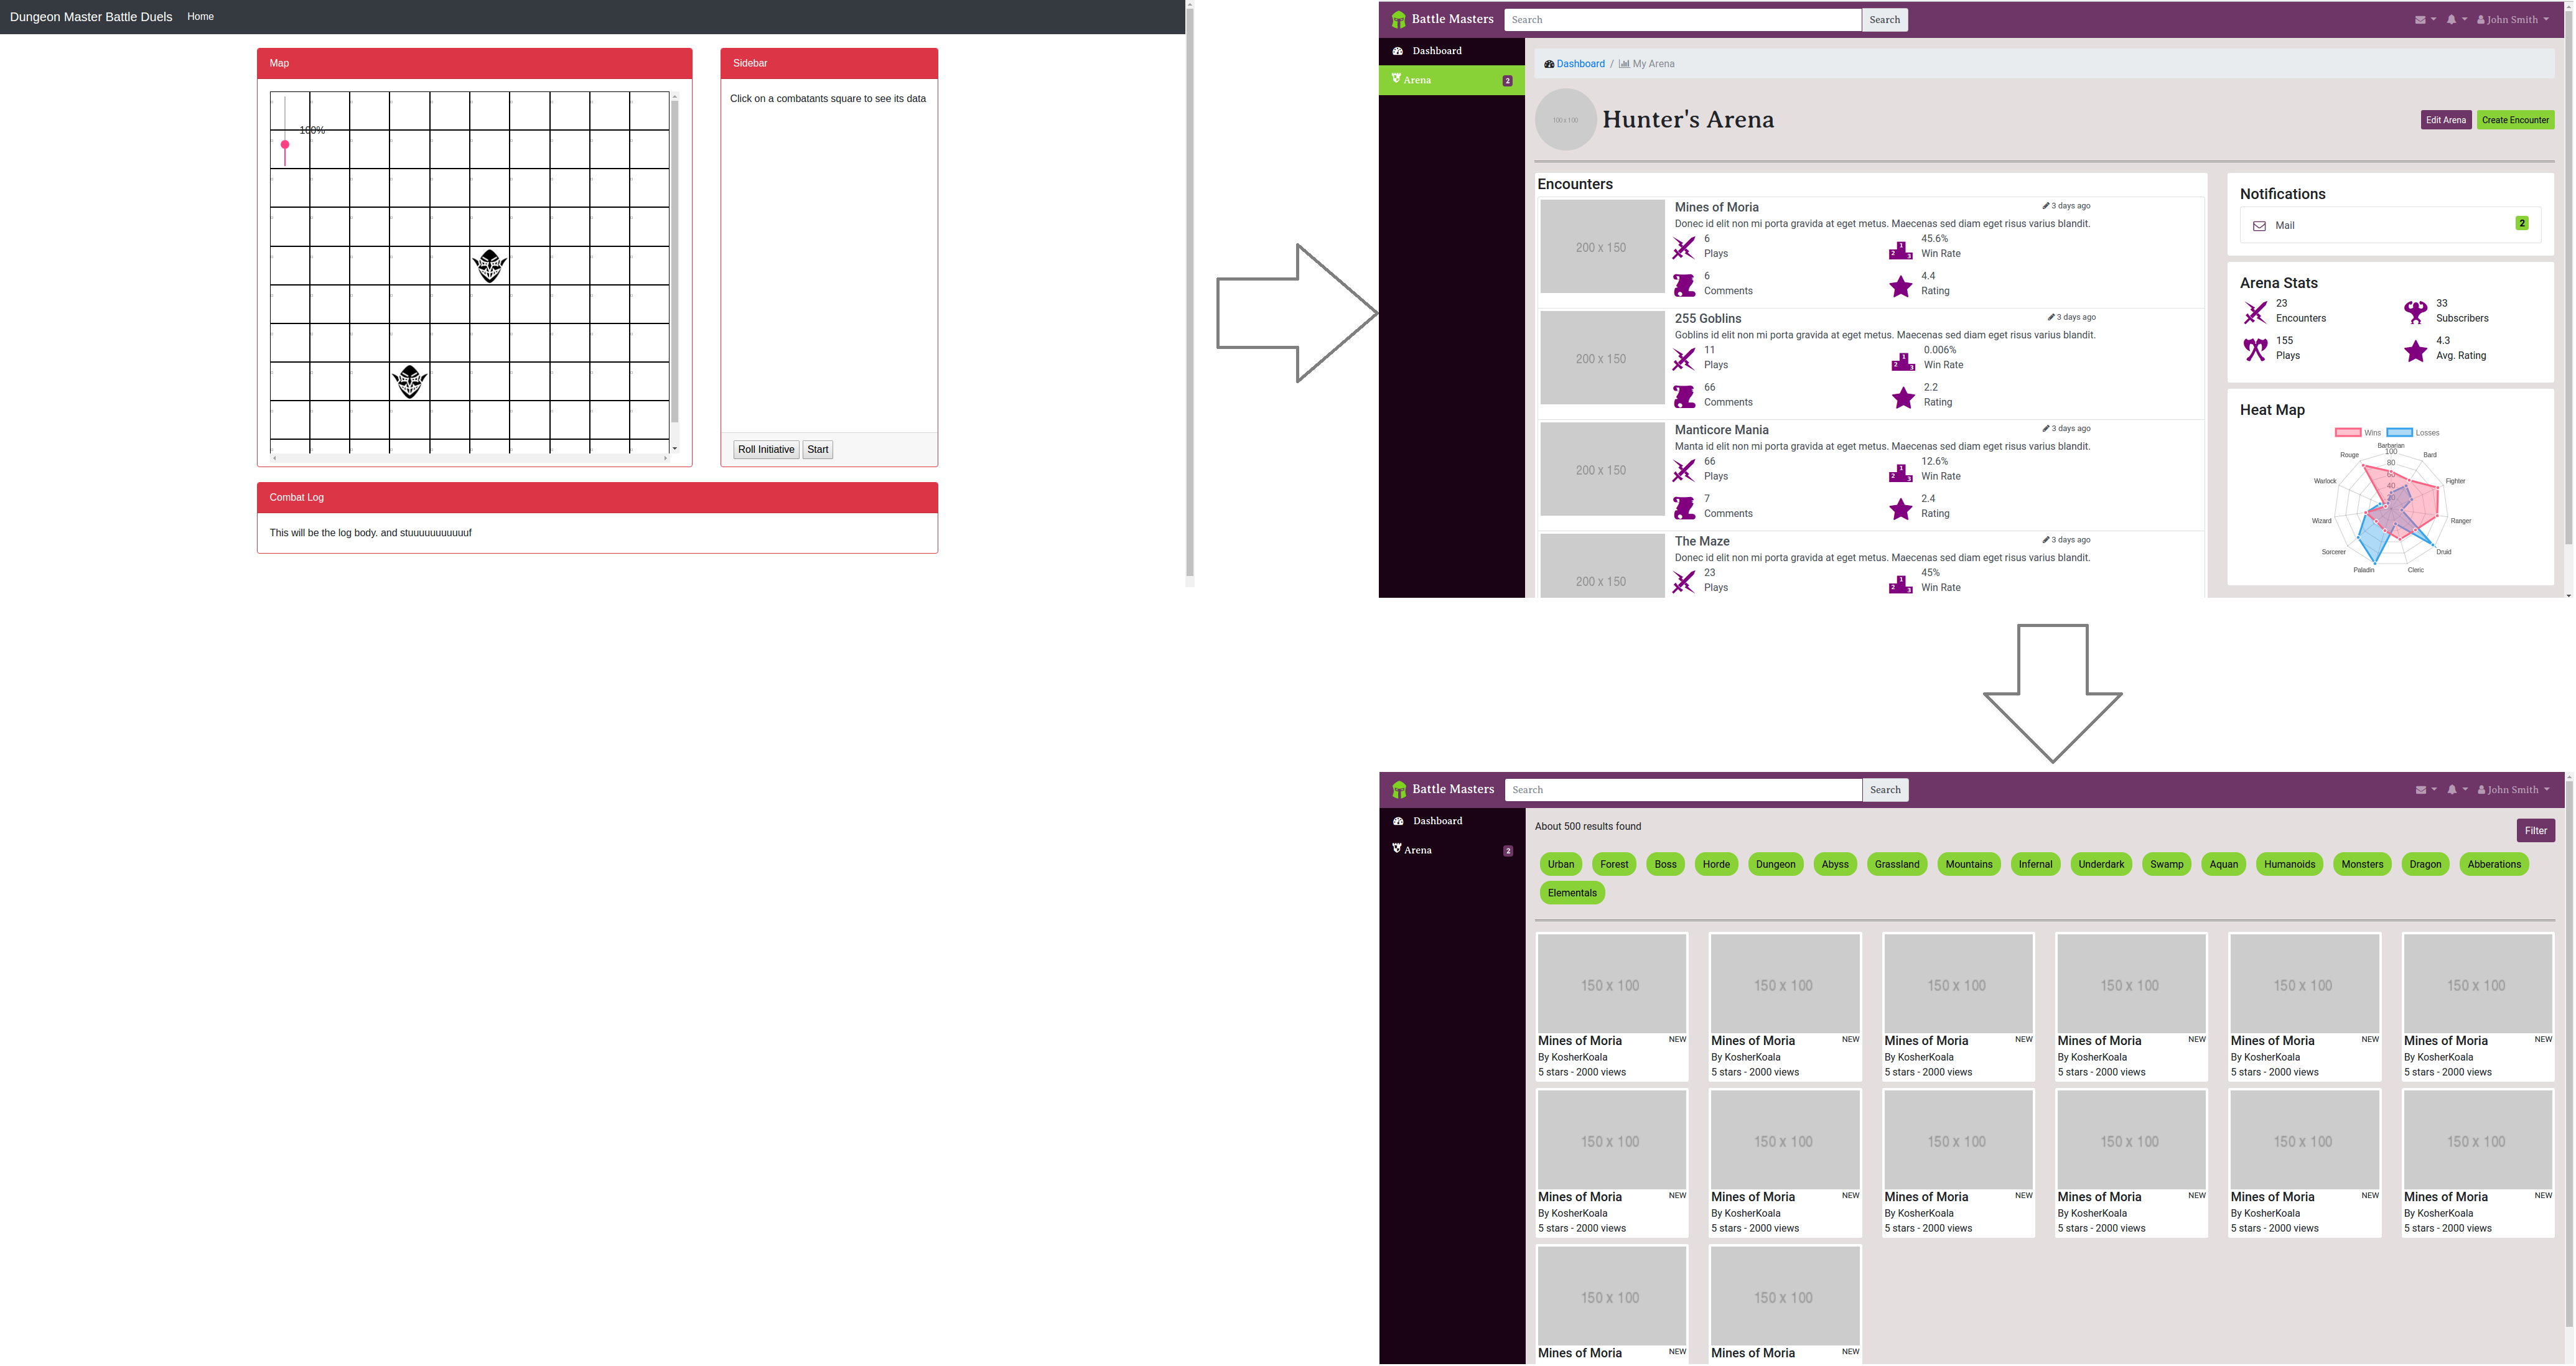 Dungeon Master Battle Duels Home
Map
100%
Sidebar
Click on a combatants square to see its data
Roll Initiative Start
Combat Log
This will be the log body. and stuuuuuuuuuuf
Battle Masters Search Search John Smith
Dashboard
Arena 2
Dashboard / My Arena
100 x 100
Hunter's Arena
Edit Arena Create Encounter
Encounters
200 x 150
Mines of Moria 3 days ago
Donec id elit non mi porta gravida at eget metus. Maecenas sed diam eget risus varius blandit.
6 45.6%
Plays Win Rate
6 4.4
Comments Rating
200 x 150
255 Goblins 3 days ago
Goblins id elit non mi porta gravida at eget metus. Maecenas sed diam eget risus varius blandit.
11 0.006%
Plays Win Rate
66 2.2
Comments Rating
200 x 150
Manticore Mania 3 days ago
Manta id elit non mi porta gravida at eget metus. Maecenas sed diam eget risus varius blandit.
66 12.6%
Plays Win Rate
7 2.4
Comments Rating
200 x 150
The Maze 3 days ago
Donec id elit non mi porta gravida at eget metus. Maecenas sed diam eget risus varius blandit.
23 45%
Plays Win Rate
Notifications
Mail 2
Arena Stats
23 33
Encounters Subscribers
155 4.3
Plays Avg. Rating
Heat Map
Wins Losses
Barbarian
100
Rouge Bard
80
Warlock Fighter
40
Wizard Ranger
Sorcerer Druid
Paladin Cleric
Battle Masters Search Search John Smith
Dashboard
Arena 2
About 500 results found
Filter
Urban Forest Boss Horde Dungeon Abyss Grassland Mountains Infernal Underdark Swamp Aquan Humanoids Monsters Dragon Abberations
Elementals
150 x 100 150 x 100 150 x 100 150 x 100 150 x 100 150 x 100
Mines of Moria NEW Mines of Moria NEW Mines of Moria NEW Mines of Moria NEW Mines of Moria NEW Mines of Moria NEW
By KosherKoala By KosherKoala By KosherKoala By KosherKoala By KosherKoala By KosherKoala
5 stars - 2000 views 5 stars - 2000 views 5 stars - 2000 views 5 stars - 2000 views 5 stars - 2000 views 5 stars - 2000 views
150 x 100 150 x 100 150 x 100 150 x 100 150 x 100 150 x 100
Mines of Moria NEW Mines of Moria NEW Mines of Moria NEW Mines of Moria NEW Mines of Moria NEW Mines of Moria NEW
By KosherKoala By KosherKoala By KosherKoala By KosherKoala By KosherKoala By KosherKoala
5 stars - 2000 views 5 stars - 2000 views 5 stars - 2000 views 5 stars - 2000 views 5 stars - 2000 views 5 stars - 2000 views
150 x 100 150 x 100
Mines of Moria NEW Mines of Moria NEW